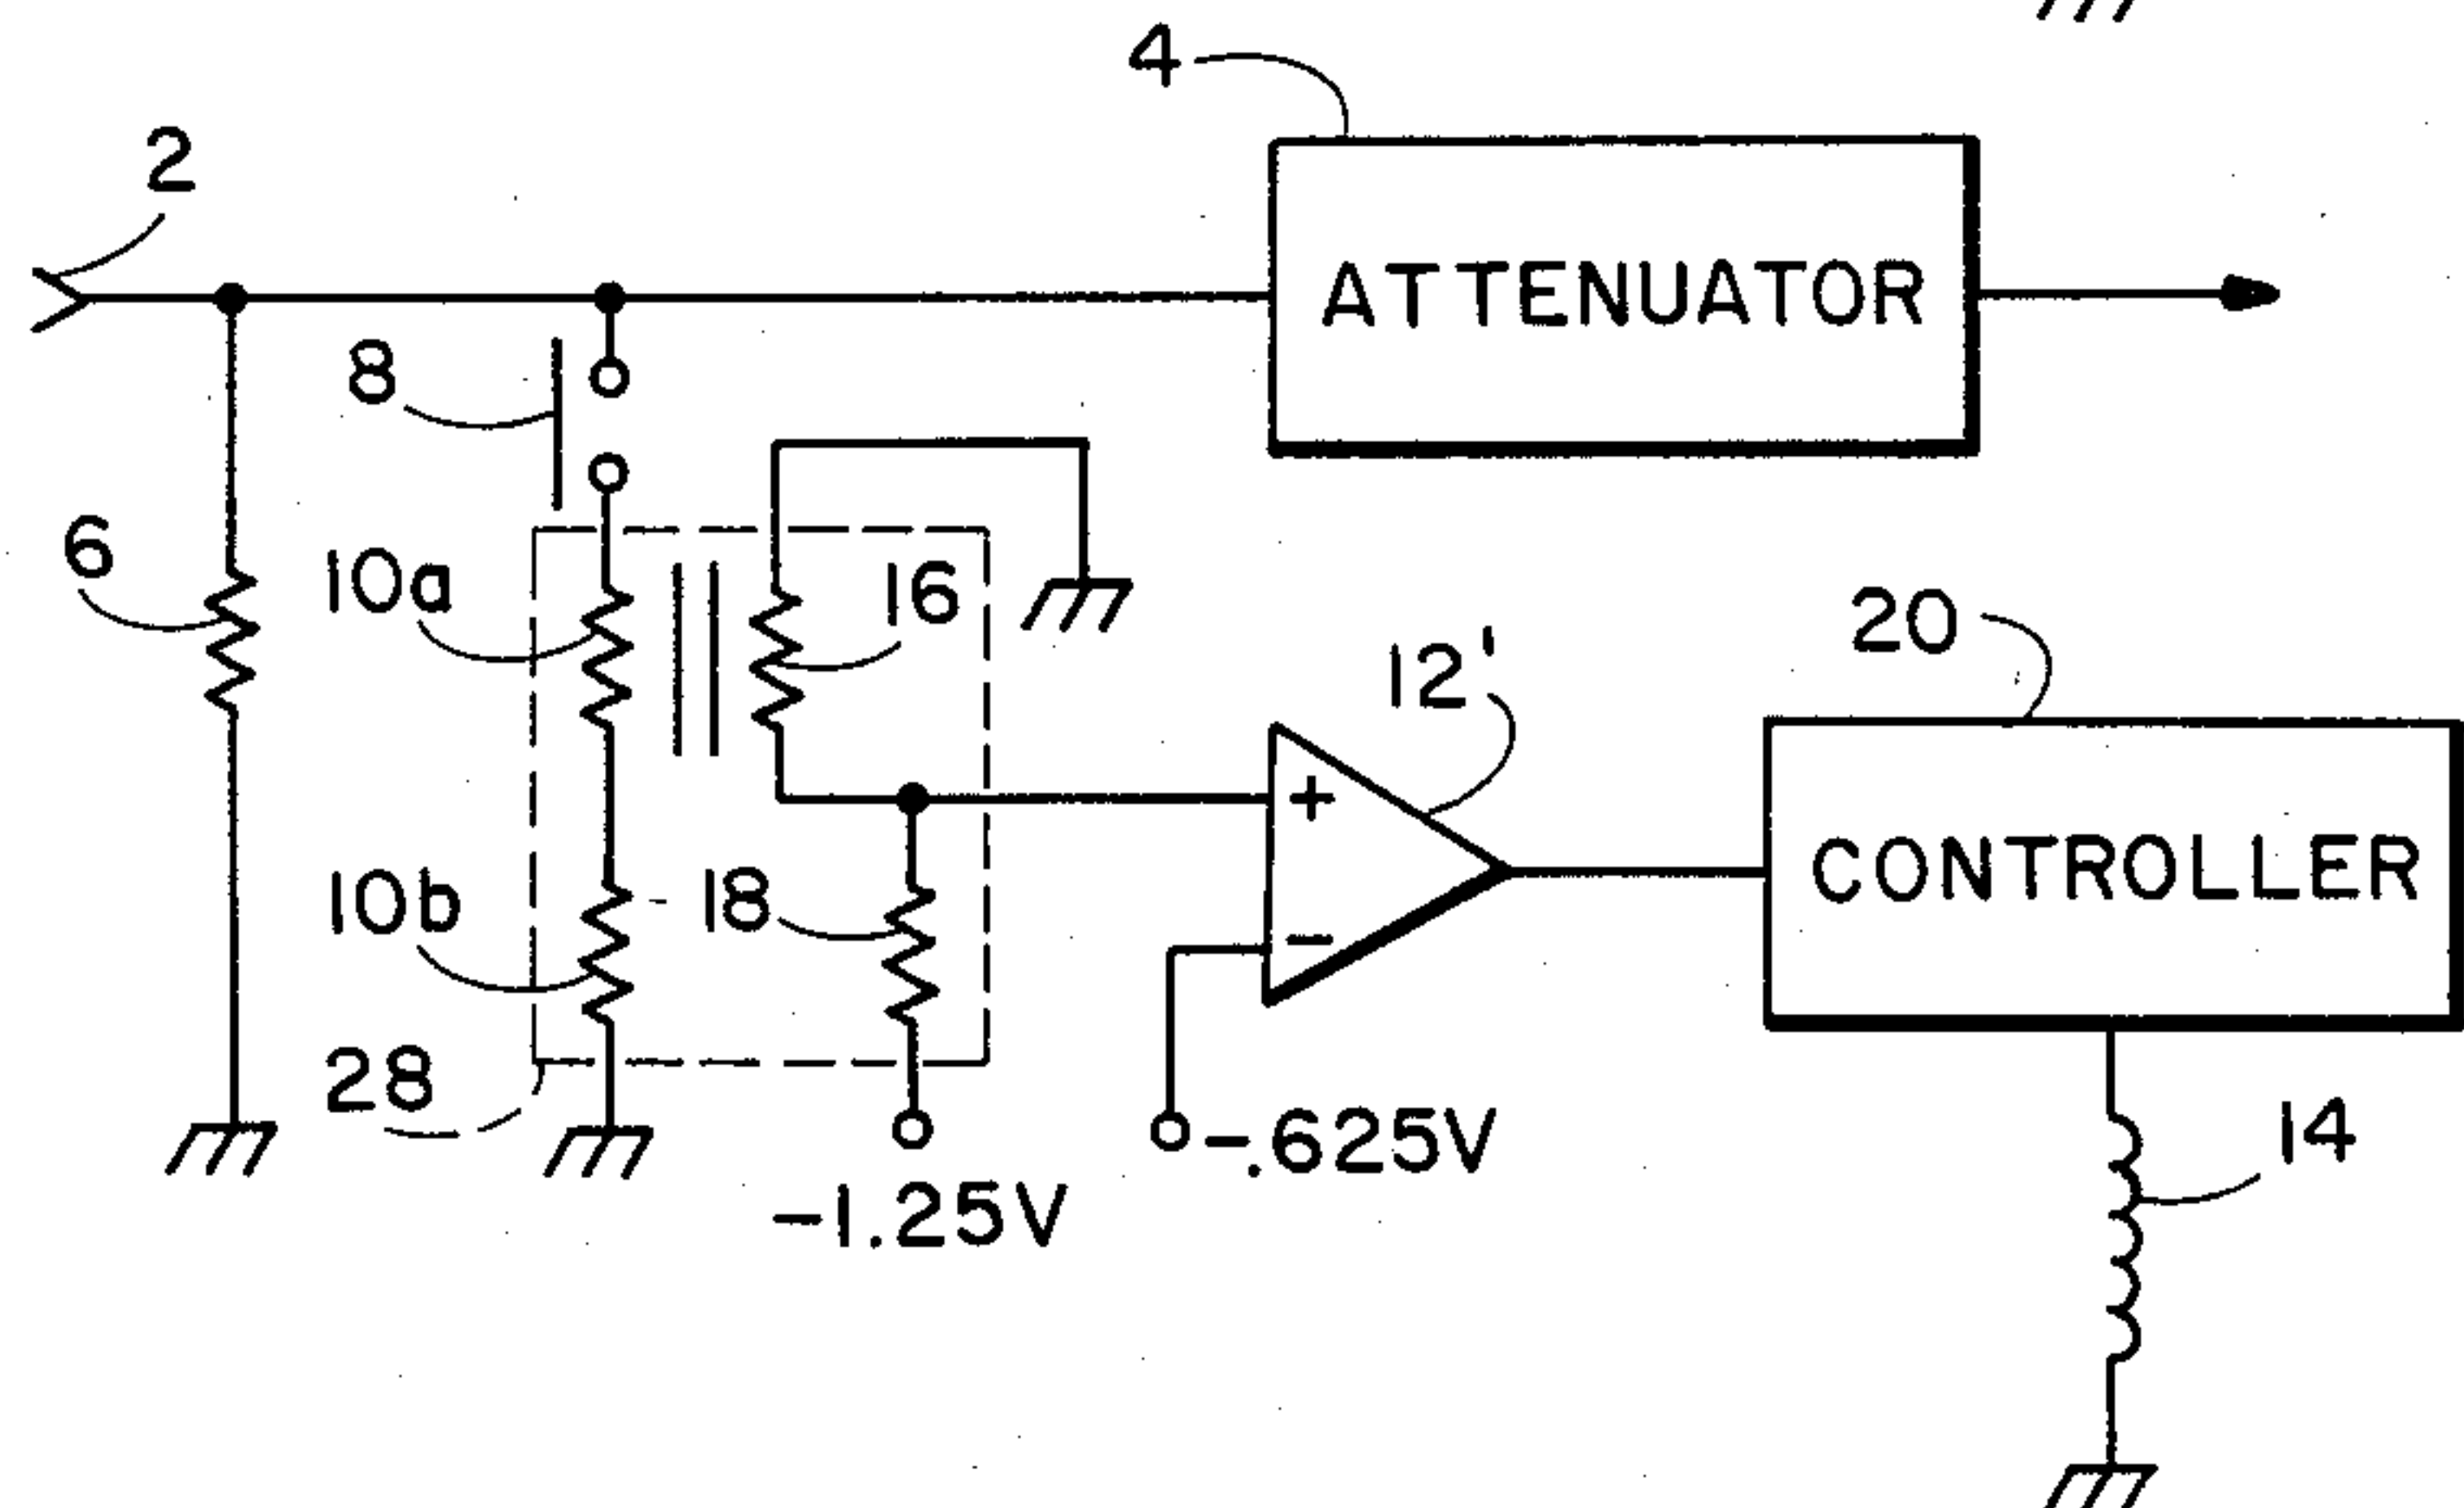 4
2
ATTENUATOR
8
6
10a
16
20
12'
+
CONTROLLER
10b
18
-
28
14
-.625V
-1.25V